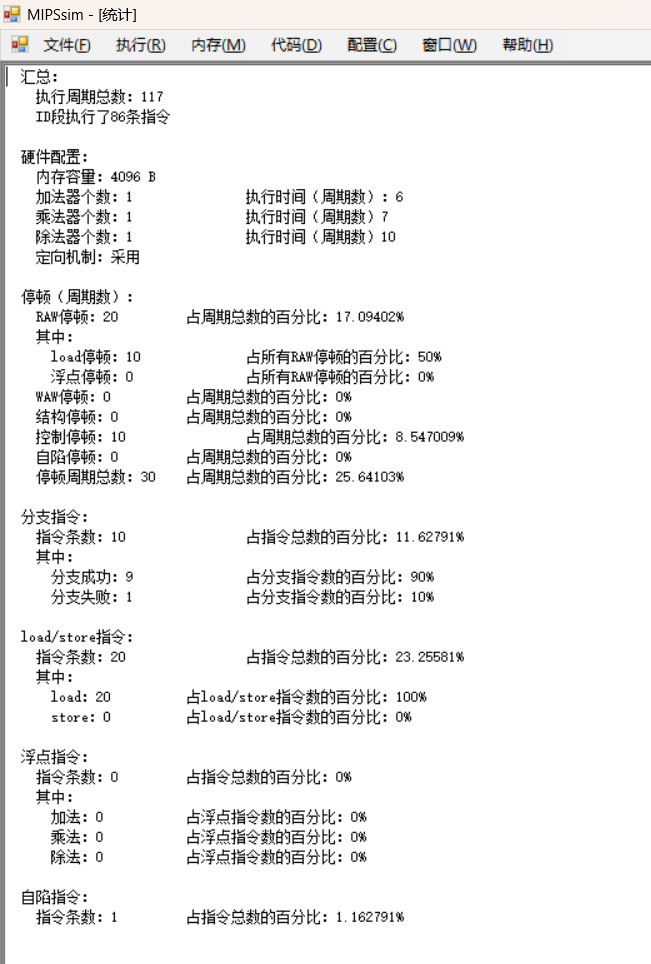 MIPSsim - [统计]
文件(F) 执行(R) 内存(M) 代码(D) 配置(C) 窗口(W) 帮助(H)
汇总:
执行周期总数: 117
ID段执行了86条指令
硬件配置:
内存容量: 4096 B
加法器个数: 1 执行时间（周期数）: 6
乘法器个数: 1 执行时间（周期数）7
除法器个数: 1 执行时间（周期数）10
定向机制: 采用
停顿（周期数）:
RAW停顿: 20 占周期总数的百分比: 17.09402%
其中:
load停顿: 10 占所有RAW停顿的百分比: 50%
浮点停顿: 0 占所有RAW停顿的百分比: 0%
WAW停顿: 0 占周期总数的百分比: 0%
结构停顿: 0 占周期总数的百分比: 0%
控制停顿: 10 占周期总数的百分比: 8.547009%
自陷停顿: 0 占周期总数的百分比: 0%
停顿周期总数: 30 占周期总数的百分比: 25.64103%
分支指令:
指令条数: 10 占指令总数的百分比: 11.62791%
其中:
分支成功: 9 占分支指令数的百分比: 90%
分支失败: 1 占分支指令数的百分比: 10%
load/store指令:
指令条数: 20 占指令总数的百分比: 23.25581%
其中:
load: 20 占load/store指令数的百分比: 100%
store: 0 占load/store指令数的百分比: 0%
浮点指令:
指令条数: 0 占指令总数的百分比: 0%
其中:
加法: 0 占浮点指令数的百分比: 0%
乘法: 0 占浮点指令数的百分比: 0%
除法: 0 占浮点指令数的百分比: 0%
自陷指令:
指令条数: 1 占指令总数的百分比: 1.162791%